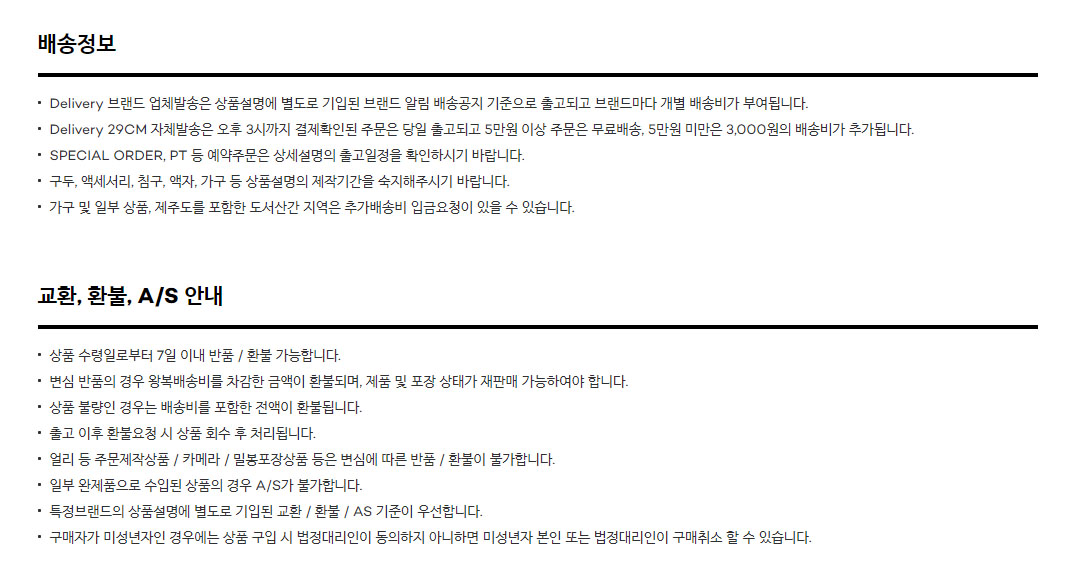 배송정보
• Delivery 브랜드 업체발송은 상품설명에 별도로 기입된 브랜드 알림 배송공지 기준으로 출고되고 브랜드마다 개별 배송비가 부여됩니다.
• Delivery 29CM 자체발송은 오후 3시까지 결제확인된 주문은 당일 출고되고 5만원 이상 주문은 무료배송, 5만원 미만은 3,000원의 배송비가 추가됩니다.
• SPECIAL ORDER, PT 등 예약주문은 상세설명의 출고일정을 확인하시기 바랍니다.
• 구두, 액세서리, 침구, 액자, 가구 등 상품설명의 제작기간을 숙지해주시기 바랍니다.
• 가구 및 일부 상품, 제주도를 포함한 도서산간 지역은 추가배송비 입금요청이 있을 수 있습니다.
교환, 환불, A/S 안내
• 상품 수령일로부터 7일 이내 반품 / 환불 가능합니다.
• 변심 반품의 경우 왕복배송비를 차감한 금액이 환불되며, 제품 및 포장 상태가 재판매 가능하여야 합니다.
• 상품 불량인 경우는 배송비를 포함한 전액이 환불됩니다.
• 출고 이후 환불요청 시 상품 회수 후 처리됩니다.
• 얼리 등 주문제작상품 / 카메라 / 밀봉포장상품 등은 변심에 따른 반품 / 환불이 불가합니다.
• 일부 완제품으로 수입된 상품의 경우 A/S가 불가합니다.
• 특정브랜드의 상품설명에 별도로 기입된 교환 / 환불 / AS 기준이 우선합니다.
• 구매자가 미성년자인 경우에는 상품 구입 시 법정대리인이 동의하지 아니하면 미성년자 본인 또는 법정대리인이 구매취소 할 수 있습니다.